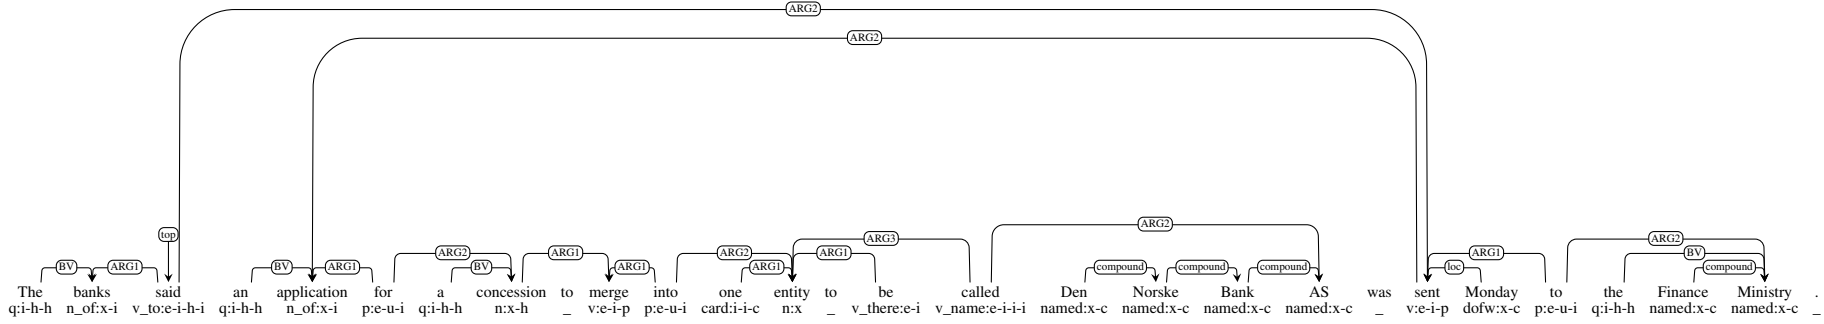 ARG2
ARG2
ARG2
top ARG3
ARG2 ARG1 ARG2 ARG1 ARG1 ARG2
BV ARG1 BV ARG1 BV ARG1 ARG1 compound compound compound loc BV compound
The banks said an application for a concession to merge into one entity to be called Den Norske Bank AS was sent Monday to the Finance Ministry .
q:i-h-h n_of:x-i v_to:e-i-h-i q:i-h-h n_of:x-i p:e-u-i q:i-h-h n:x-h _ v:e-i-p p:e-u-i card:i-i-c n:x _ v_there:e-i v_name:e-i-i-i named:x-c named:x-c named:x-c named:x-c _ v:e-i-p dofw:x-c p:e-u-i q:i-h-h named:x-c named:x-c _